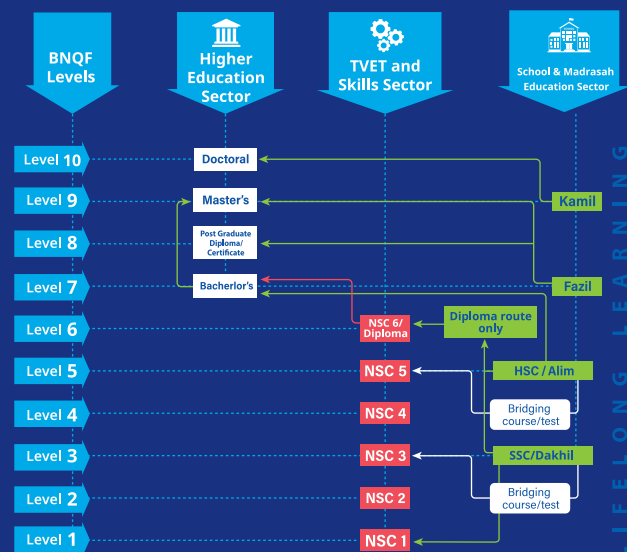 BNQF
Levels
Higher
Education
Sector
TVET and
Skills Sector
School & Madrasah
Education Sector
Level 10
Doctoral
Level 9
Master's
Kamil
Level 8
Post Graduate
Diploma/
Certificate
Level 7
Bacherlor's
Fazil
Level 6
NSC 6/
Diploma
Diploma route
only
Level 5
NSC 5
HSC / Alim
Level 4
NSC 4
Bridging
course/test
Level 3
NSC 3
SSC/Dakhil
Level 2
NSC 2
Bridging
course/test
Level 1
NSC 1
IFELONG LEARNING